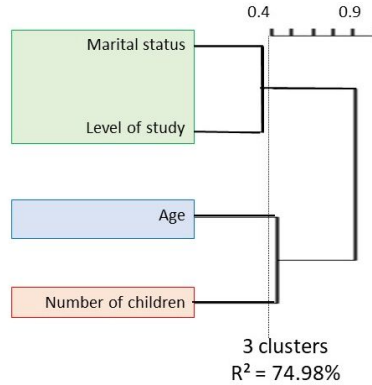 0.4 0.9
Marital status
Level of study
Age
Number of children
3 clusters
R² = 74.98%